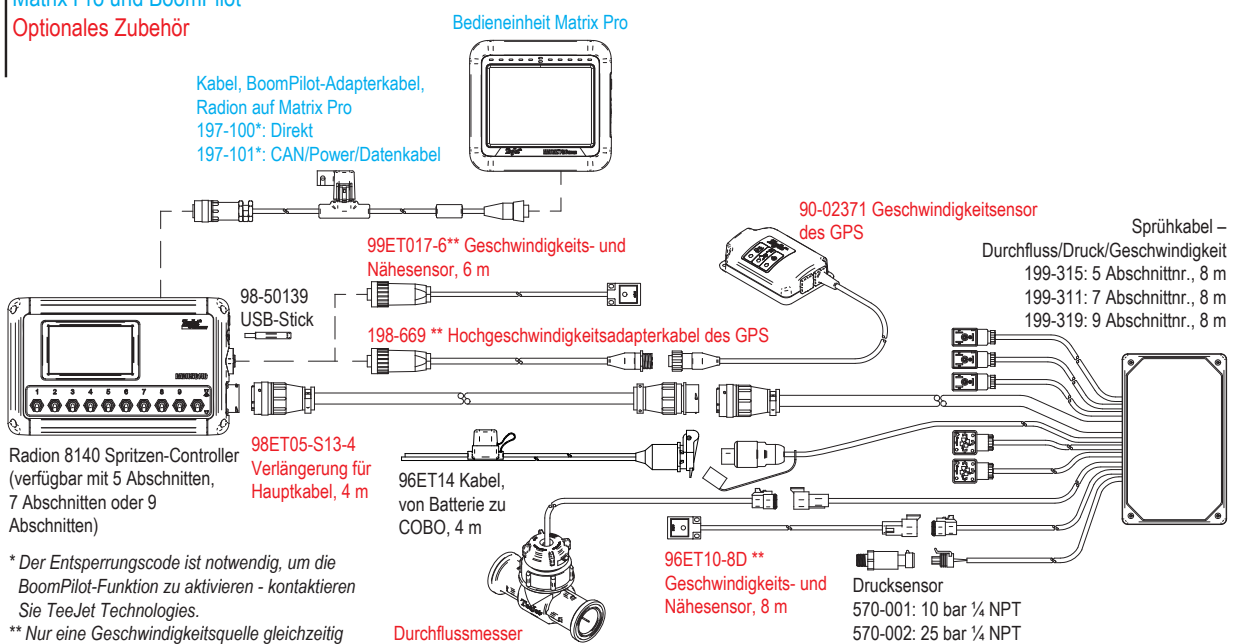 Matrix Pro und BoomPilot
Optionales Zubehör
Bedieneinheit Matrix Pro
Kabel, BoomPilot-Adapterkabel,
Radion auf Matrix Pro
197-100*: Direkt
197-101*: CAN/Power/Datenkabel
90-02371 Geschwindigkeitsensor
des GPS
Sprühkabel –
Durchfluss/Druck/Geschwindigkeit
199-315: 5 Abschnittnr., 8 m
199-311: 7 Abschnittnr., 8 m
199-319: 9 Abschnittnr., 8 m
99ET017-6** Geschwindigkeits- und
Nähesensor, 6 m
98-50139
USB-Stick
198-669 ** Hochgeschwindigkeitsadapterkabel des GPS
1 2 3 4 5 6 7 8 9
Radion 8140 Spritzen-Controller
(verfügbar mit 5 Abschnitten,
7 Abschnitten oder 9
Abschnitten)
98ET05-S13-4
Verlängerung für
Hauptkabel, 4 m
96ET14 Kabel,
von Batterie zu
COBO, 4 m
96ET10-8D **
Geschwindigkeits- und
Nähesensor, 8 m
Drucksensor
570-001: 10 bar ¼ NPT
570-002: 25 bar ¼ NPT
Durchflussmesser
* Der Entsperrungscode ist notwendig, um die
BoomPilot-Funktion zu aktivieren - kontaktieren
Sie TeeJet Technologies.
** Nur eine Geschwindigkeitsquelle gleichzeitig